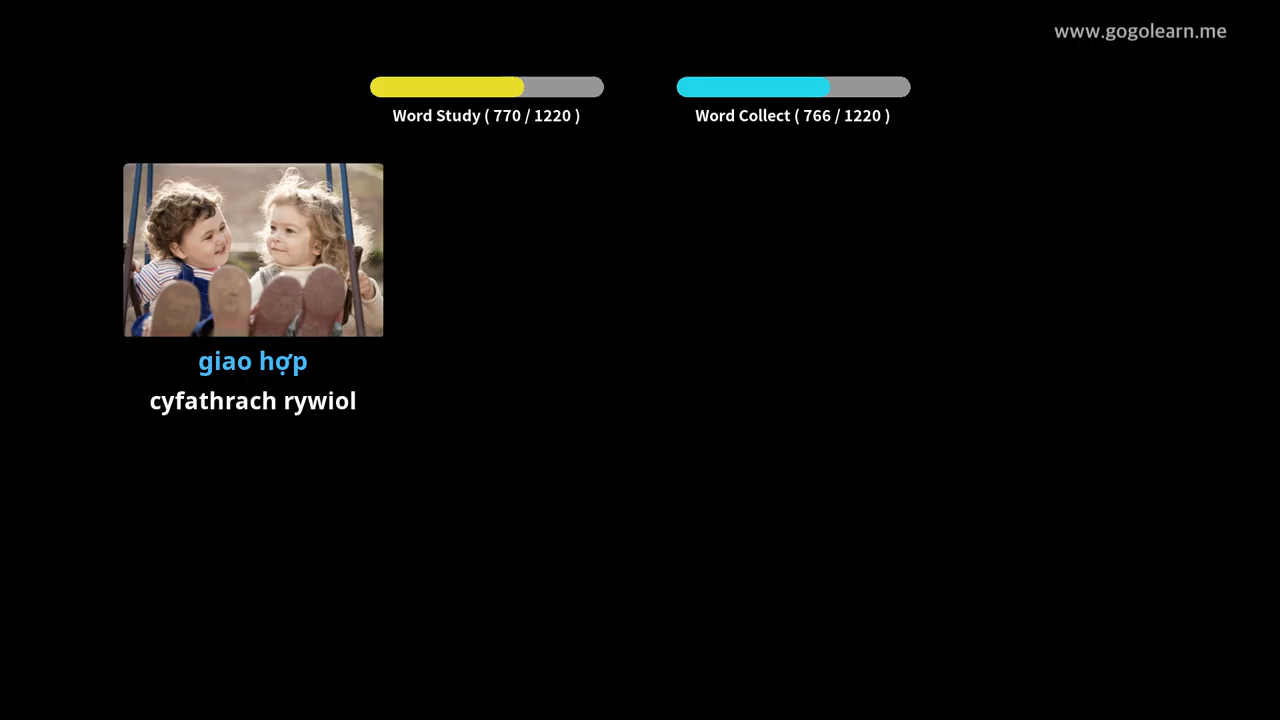 www.gogolearn.me
Word Study ( 770 / 1220 )
Word Collect ( 766 / 1220 )
giao hợp
cyfathrach rywiol